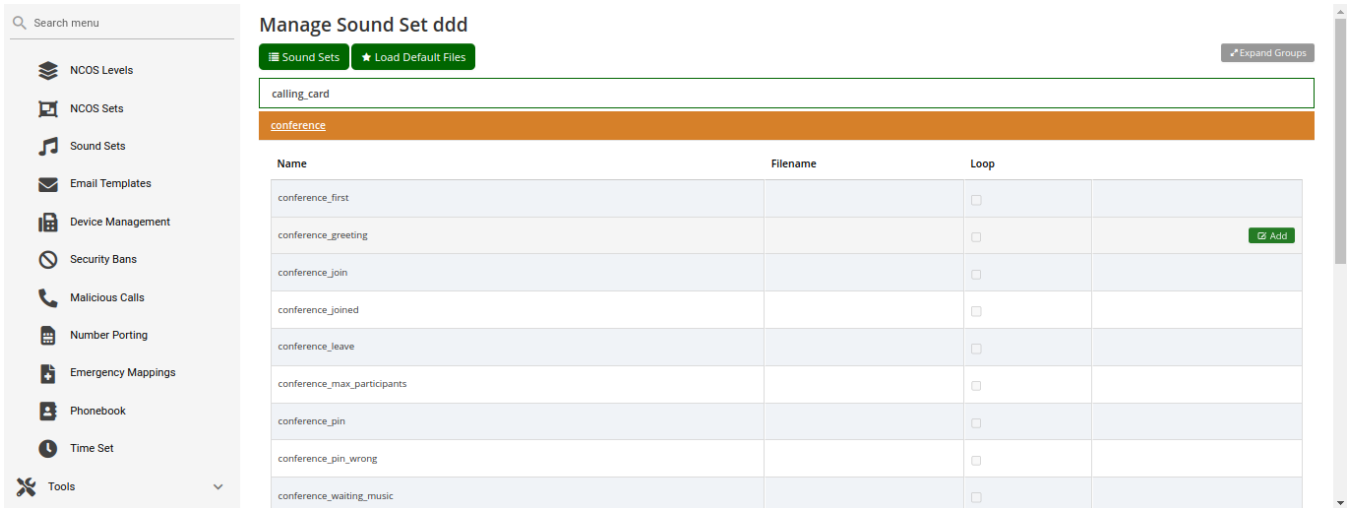 Search menu
NCOS Levels
NCOS Sets
Sound Sets
Email Templates
Device Management
Security Bans
Malicious Calls
Number Porting
Emergency Mappings
Phonebook
Time Set
Tools
Manage Sound Set ddd
Sound Sets Load Default Files Expand Groups
calling_card
conference
Name Filename Loop
conference_first
conference_greeting Add
conference_join
conference_joined
conference_leave
conference_max_participants
conference_pin
conference_pin_wrong
conference_waiting_music